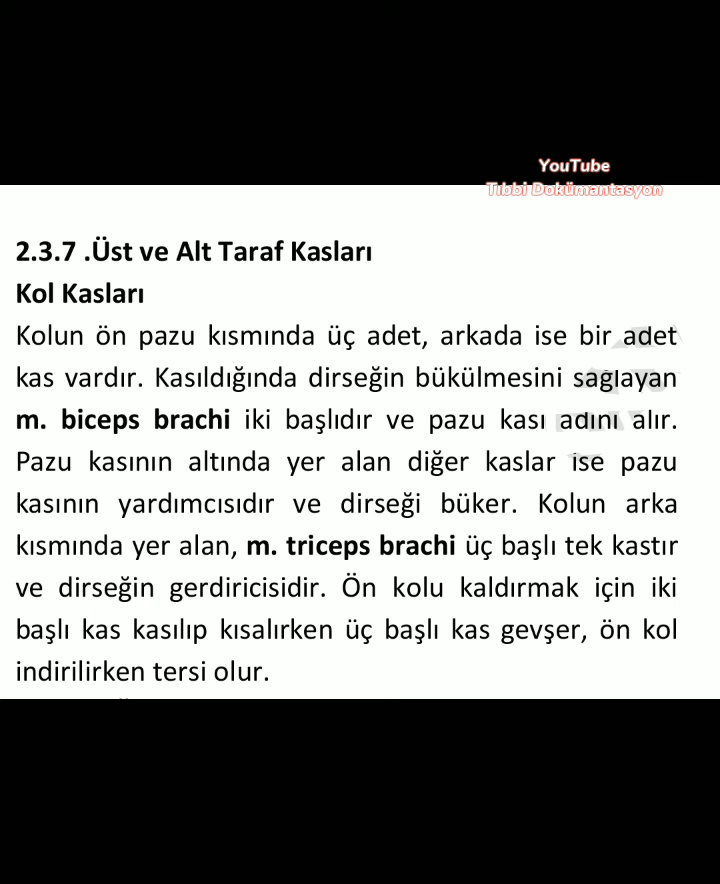 YouTube
Tıbbi Dokümantasyon
2.3.7 .Üst ve Alt Taraf Kasları
Kol Kasları
Kolun ön pazu kısmında üç adet, arkada ise bir adet
kas vardır. Kasıldığında dirseğin bükülmesini sağlayan
m. biceps brachi iki başlıdır ve pazu kası adını alır.
Pazu kasının altında yer alan diğer kaslar ise pazu
kasının yardımcısıdır ve dirseği büker. Kolun arka
kısmında yer alan, m. triceps brachi üç başlı tek kastır
ve dirseğin gerdiricisidir. Ön kolu kaldırmak için iki
başlı kas kasılıp kısalırken üç başlı kas gevşer, ön kol
indirilirken tersi olur.